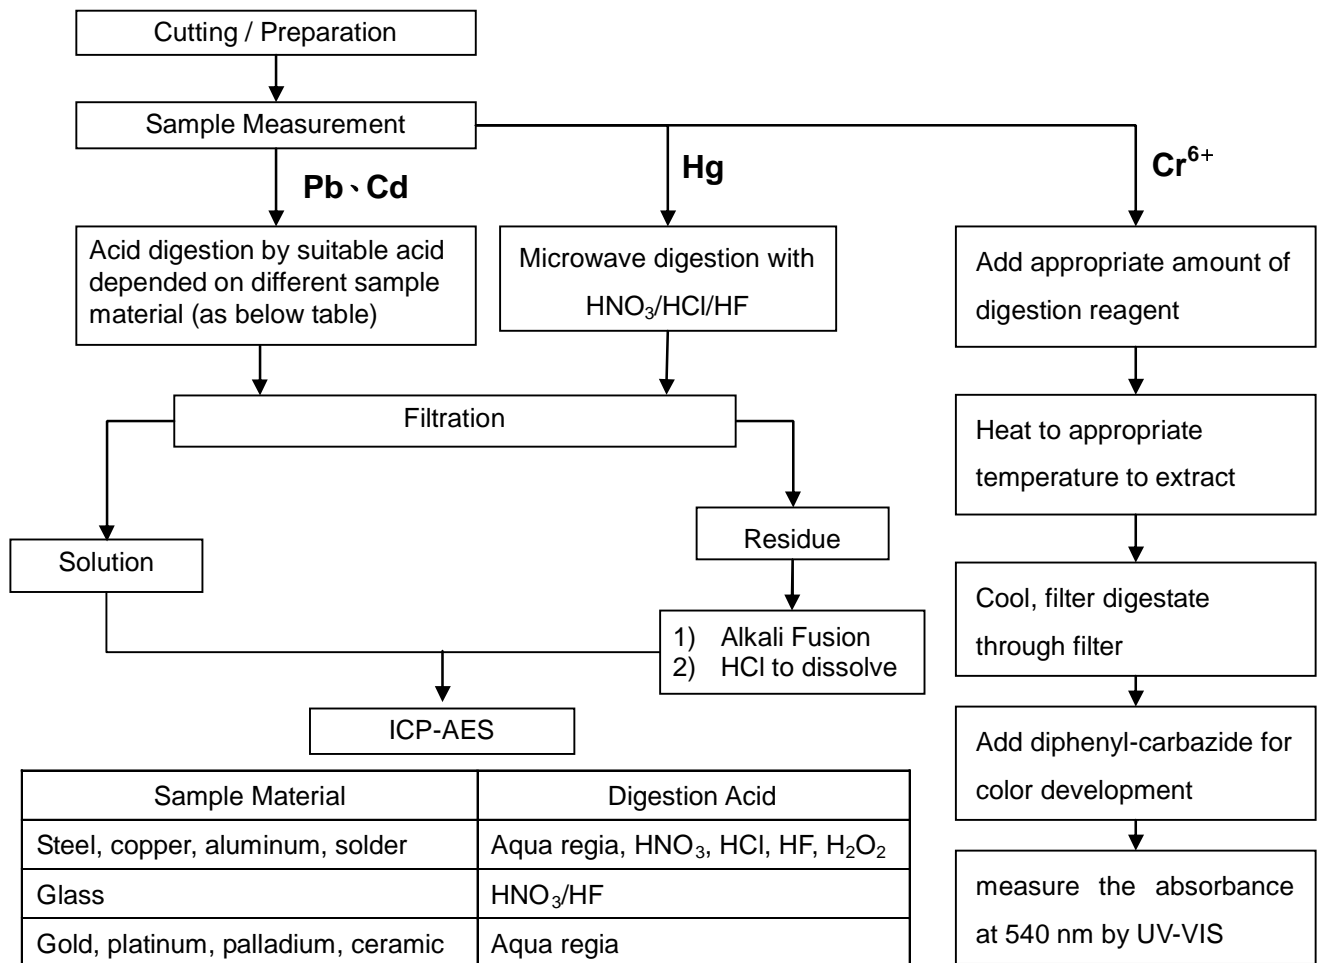 Cutting / Preparation
Sample Measurement
Pb、Cd
Hg
Cr⁶⁺
Acid digestion by suitable acid
depended on different sample
material (as below table)
Microwave digestion with
HNO₃/HCl/HF
Add appropriate amount of
digestion reagent
Filtration
Heat to appropriate
temperature to extract
Solution
Residue
1) Alkali Fusion
2) HCl to dissolve
Cool, filter digestate
through filter
ICP-AES
Add diphenyl-carbazide for
color development
measure the absorbance
at 540 nm by UV-VIS
Sample Material Digestion Acid
Steel, copper, aluminum, solder Aqua regia, HNO₃, HCl, HF, H₂O₂
Glass HNO₃/HF
Gold, platinum, palladium, ceramic Aqua regia